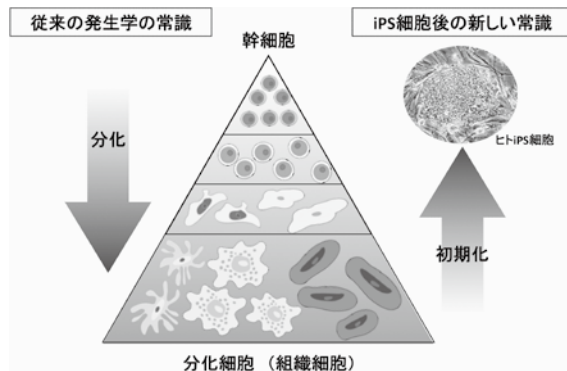 従来の発生学の常識
iPS細胞後の新しい常識
幹細胞
分化
ヒトiPS細胞
初期化
分化細胞 （組織細胞）